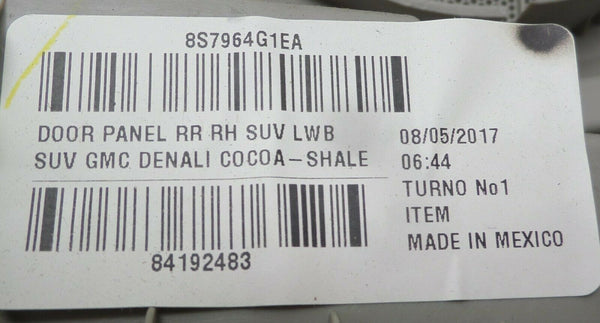 8S7964G1EA
DOOR PANEL RR RH SUV LWB
SUV GMC DENALI COCOA-SHALE
84192483
08/05/2017
06:44
TURNO No1
ITEM
MADE IN MEXICO